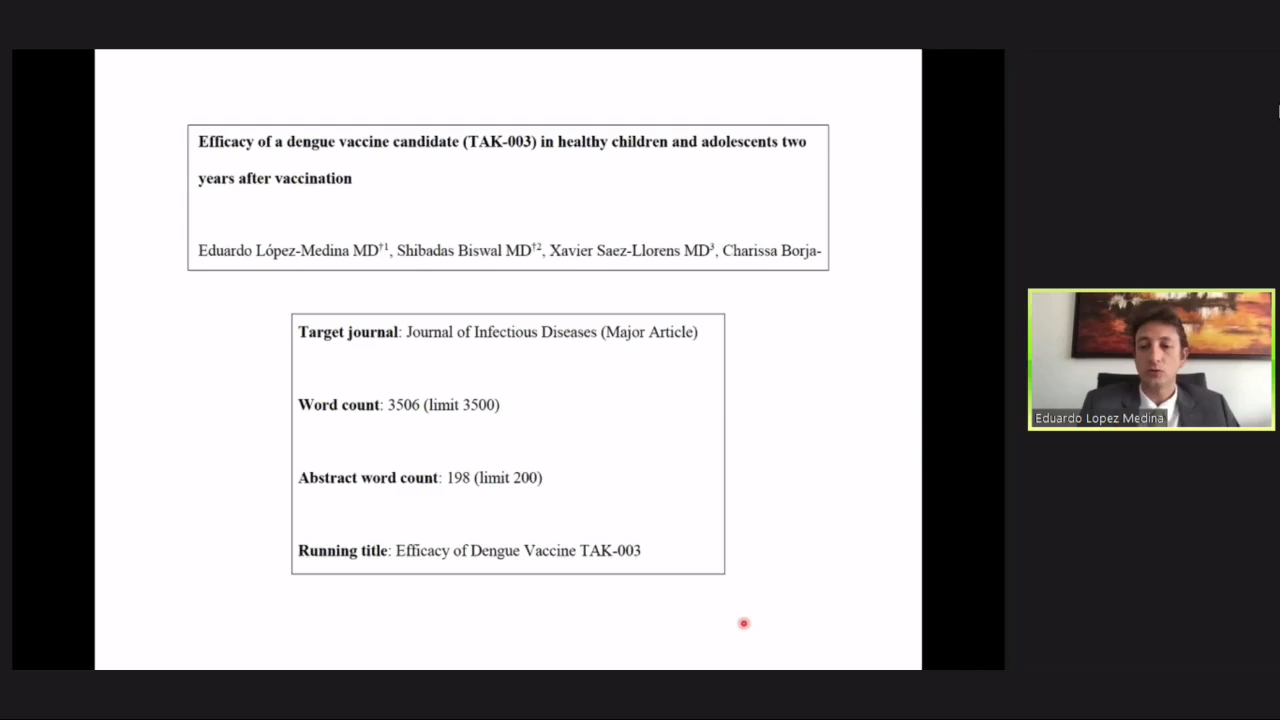 Efficacy of a dengue vaccine candidate (TAK-003) in healthy children and adolescents two
years after vaccination
Eduardo López-Medina MD†1, Shibadas Biswal MD†2, Xavier Saez-Llorens MD3, Charissa Borja-
Target journal: Journal of Infectious Diseases (Major Article)
Word count: 3506 (limit 3500)
Abstract word count: 198 (limit 200)
Running title: Efficacy of Dengue Vaccine TAK-003
Eduardo Lopez Medina